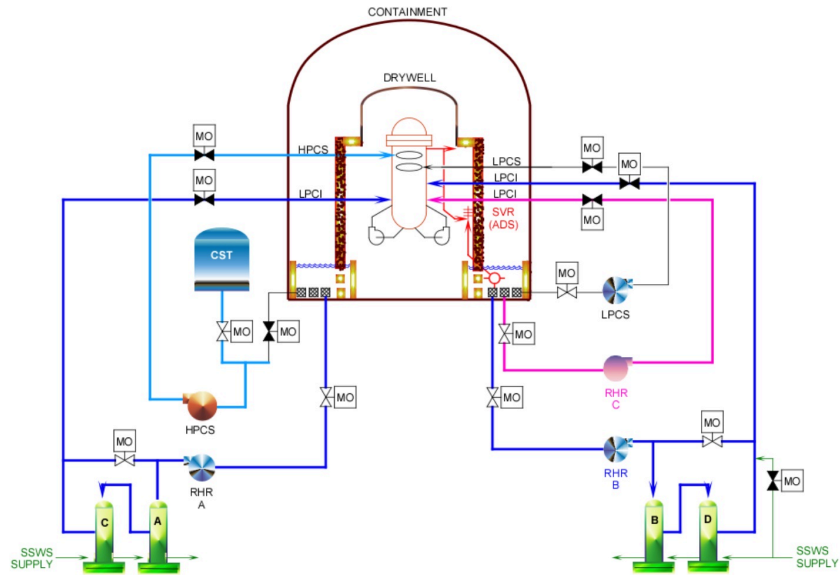 CONTAINMENT
DRYWELL
MO
HPCS
LPCS
MO
MO
LPCI
MO
LPCI
LPCI
MO
SVR
(ADS)
CST
MO
MO
MO
LPCS
MO
MO
MO
RHR
C
HPCS
MO
MO
MO
RHR
A
RHR
B
MO
C
A
B
D
SSWS
SUPPLY
SSWS
SUPPLY